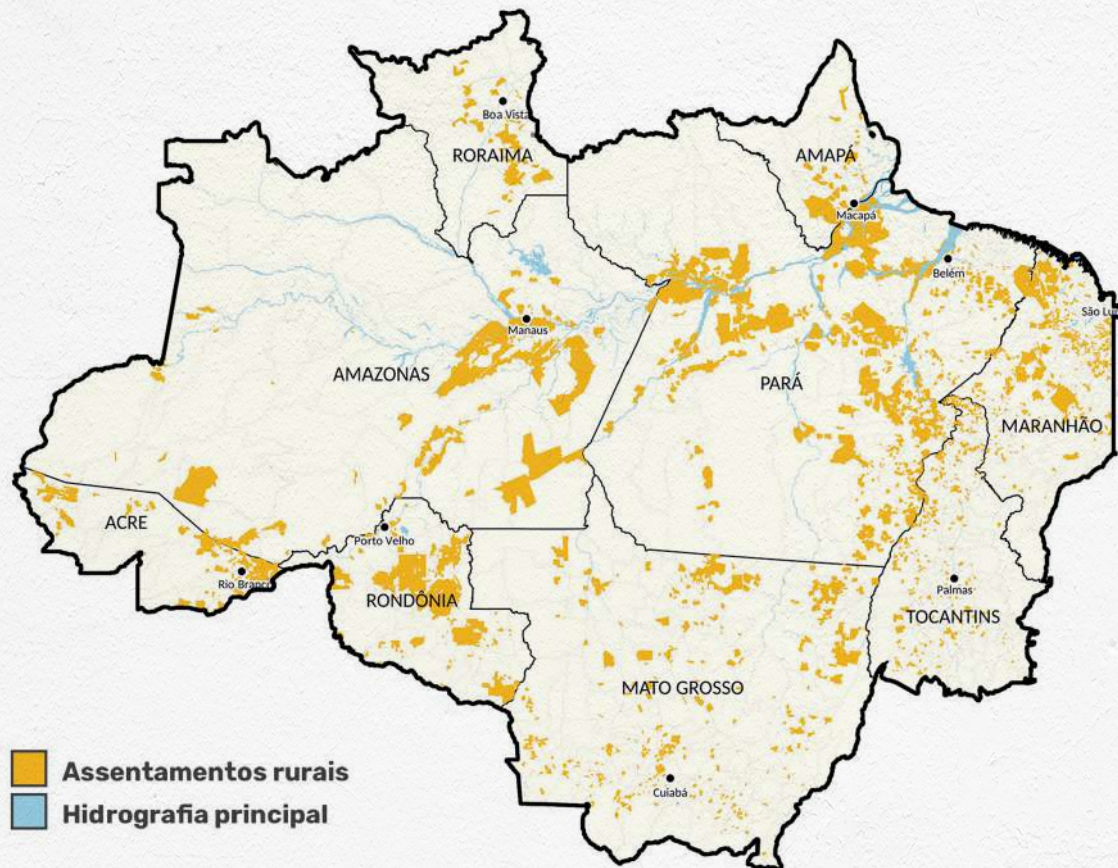 Boa Vista
RORAIMA
AMAPÁ
Macapá
Belém
São Lu
Manaus
AMAZONAS
PARÁ
MARANHÃO
ACRE
Porto Velho
Rio Branco
RONDÔNIA
Palmas
TOCANTINS
MATO GROSSO
Cuiabá
Assentamentos rurais
Hidrografia principal